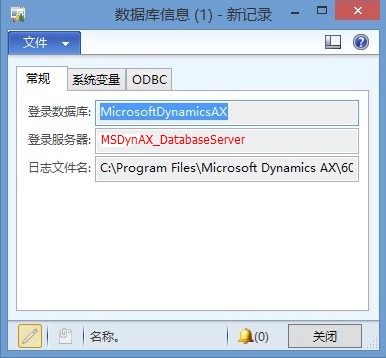 数据库信息 (1) - 新记录
文件
常规 系统变量 ODBC
登录数据库: MicrosoftDynamicsAX
登录服务器: MSDynAX_DatabaseServer
日志文件名: C:\Program Files\Microsoft Dynamics AX\60
名称。 (0) 关闭